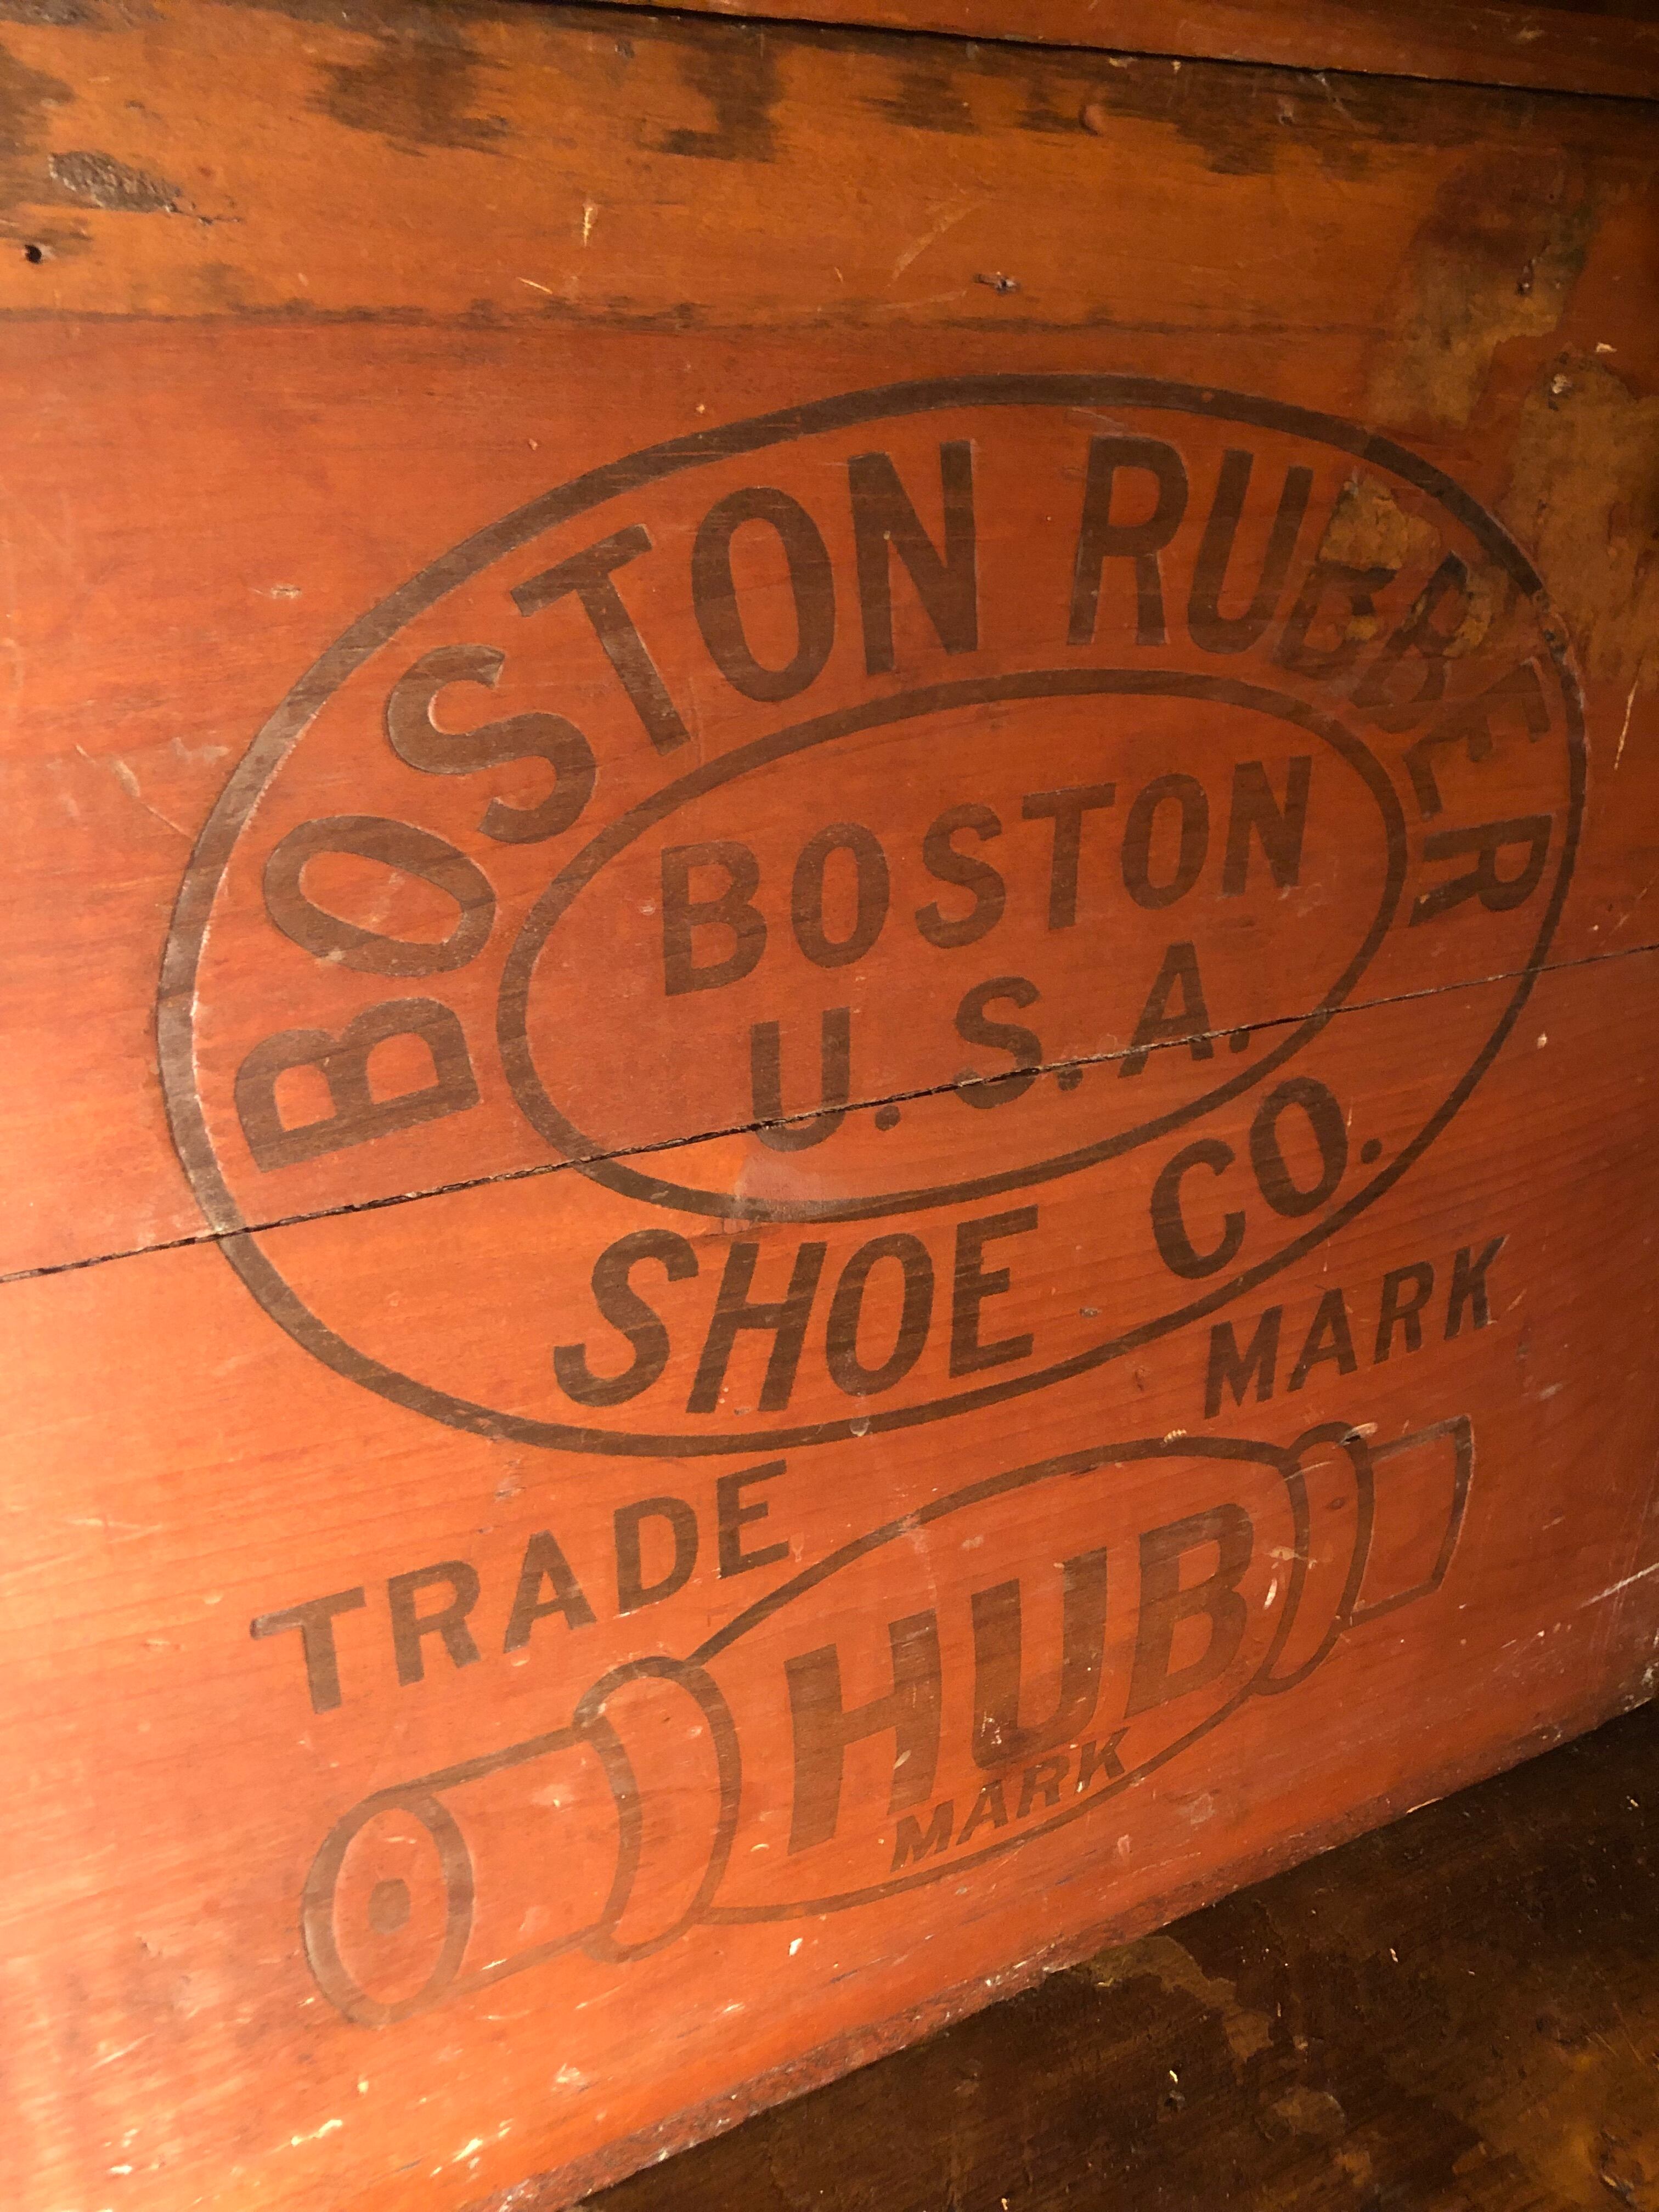 BOSTON RUBBER
SHOE CO.
BOSTON
U.S.A.
TRADE MARK
HUB
MARK